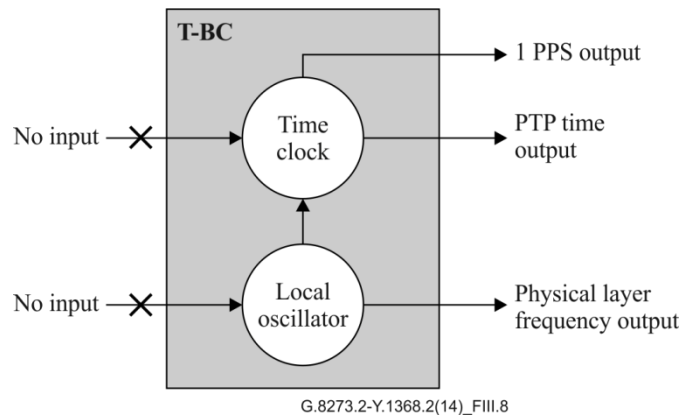 T-BC
1 PPS output
No input
Time
clock
PTP time
output
No input
Local
oscillator
Physical layer
frequency output
G.8273.2-Y.1368.2(14)_FIII.8